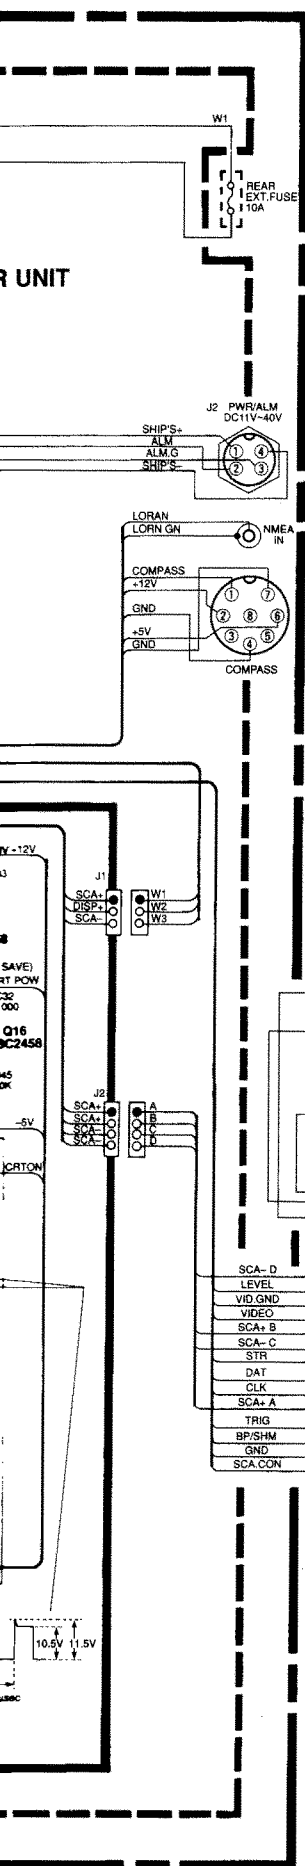 W1
REAR
EXT.FUSE
10A
R UNIT
J2 PWR/ALM
DC11V~40V
SHIP'S+
ALM
ALM.G
SHIP'S-
1
4
2
3
LORAN
LORN GN
NMEA
IN
COMPASS
+12V
GND
+5V
GND
1
7
2
8
6
3
5
4
COMPASS
-12V
J1
SCA+
DISP+
SCA-
W1
W2
W3
SAVE)
RT POW
C32
000
Q16
SC2458
45
0K
J2
SCA+
SCA+
SCA-
SCA-
A
B
C
D
-5V
CRTON
SCA- D
LEVEL
VID.GND
VIDEO
SCA+ B
SCA- C
STR
DAT
CLK
SCA+ A
TRIG
BP/SHM
GND
SCA.CON
10.5V 11.5V
µsec